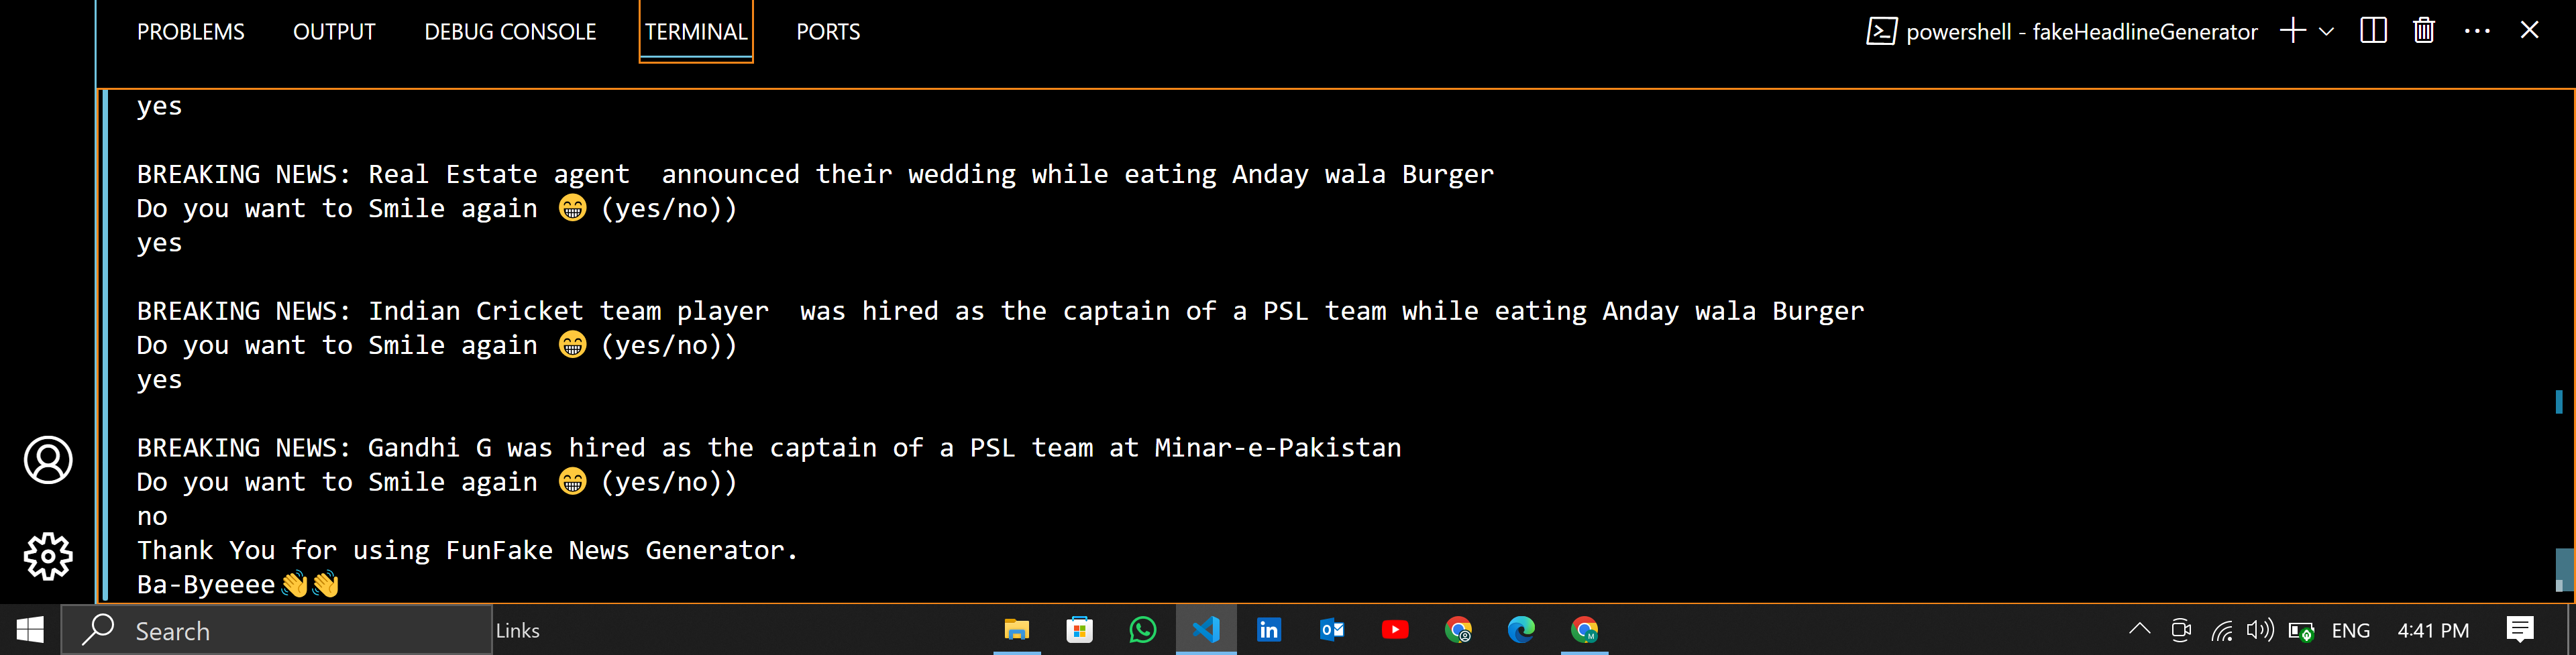 PROBLEMS OUTPUT DEBUG CONSOLE TERMINAL PORTS powershell - fakeHeadlineGenerator
yes
BREAKING NEWS: Real Estate agent  announced their wedding while eating Anday wala Burger
Do you want to Smile again 😁 (yes/no))
yes
BREAKING NEWS: Indian Cricket team player  was hired as the captain of a PSL team while eating Anday wala Burger
Do you want to Smile again 😁 (yes/no))
yes
BREAKING NEWS: Gandhi G was hired as the captain of a PSL team at Minar-e-Pakistan
Do you want to Smile again 😁 (yes/no))
no
Thank You for using FunFake News Generator.
Ba-Byeeee👋👋
Search Links ENG 4:41 PM